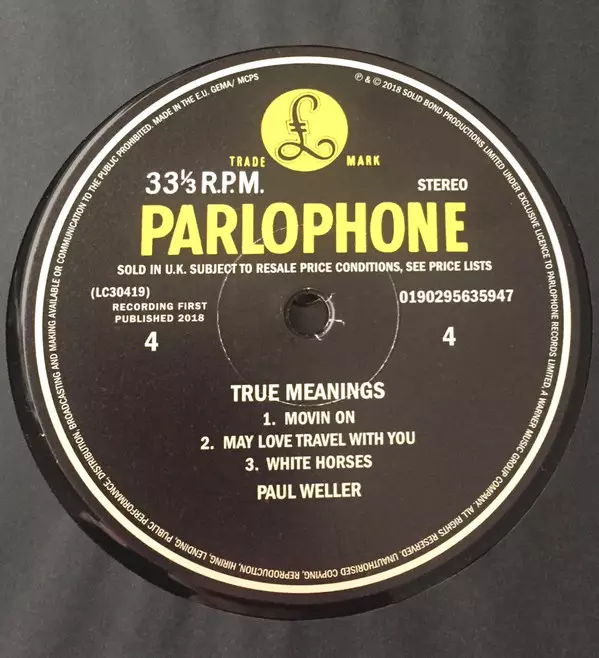 ℗ & © 2018 SOLID BOND PRODUCTIONS LIMITED UNDER EXCLUSIVE LICENCE TO PARLOPHONE RECORDS LIMITED, A WARNER MUSIC GROUP COMPANY. ALL RIGHTS RESERVED. UNAUTHORISED COPYING, REPRODUCTION, HIRING, LENDING, PUBLIC PERFORMANCE, DISTRIBUTION, BROADCASTING AND MAKING AVAILABLE OR COMMUNICATION TO THE PUBLIC PROHIBITED. MADE IN THE E.U. GEMA/ MCPS
£
TRADE MARK
33⅓ R.P.M. STEREO
PARLOPHONE
SOLD IN U.K. SUBJECT TO RESALE PRICE CONDITIONS, SEE PRICE LISTS
(LC30419) 0190295635947
RECORDING FIRST
PUBLISHED 2018
4 4
TRUE MEANINGS
1. MOVIN ON
2. MAY LOVE TRAVEL WITH YOU
3. WHITE HORSES
PAUL WELLER